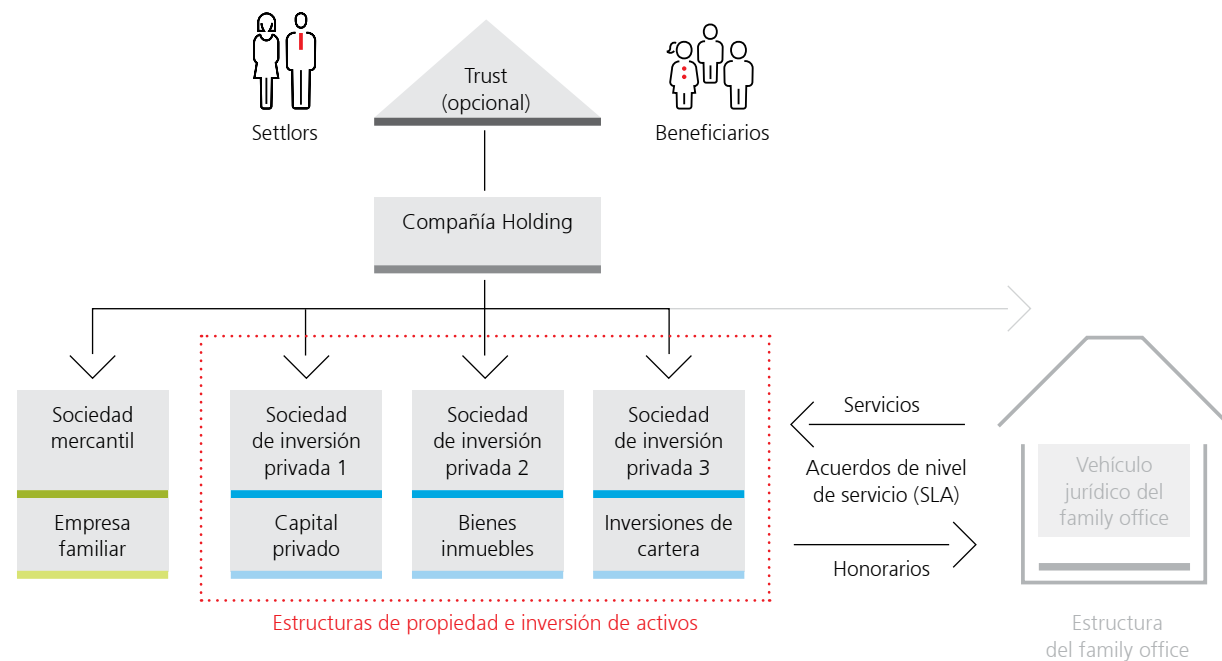 Settlors
Trust
(opcional)
Beneficiarios
Compañía Holding
Sociedad
mercantil
Empresa
familiar
Sociedad
de inversión
privada 1
Capital
privado
Sociedad
de inversión
privada 2
Bienes
inmuebles
Sociedad
de inversión
privada 3
Inversiones de
cartera
Estructuras de propiedad e inversión de activos
Servicios
Acuerdos de nivel
de servicio (SLA)
Honorarios
Vehículo
jurídico del
family office
Estructura
del family office